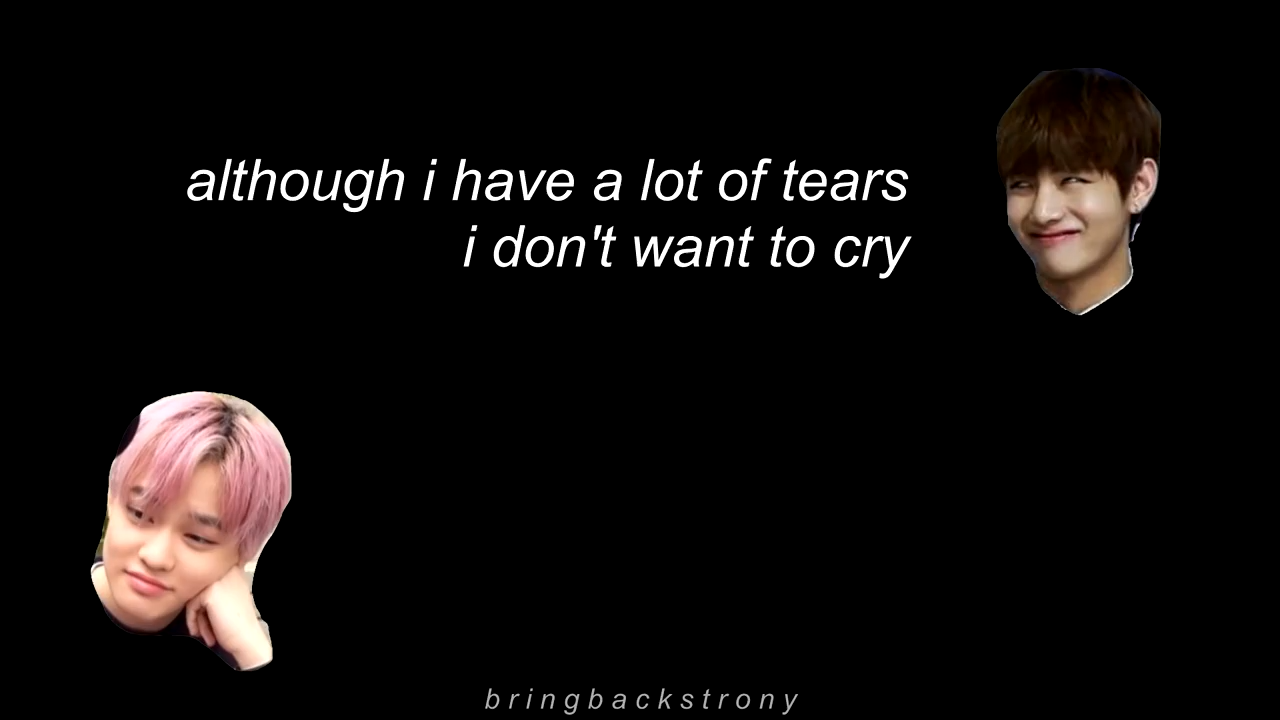 although i have a lot of tears
i don't want to cry
bringbackstrony